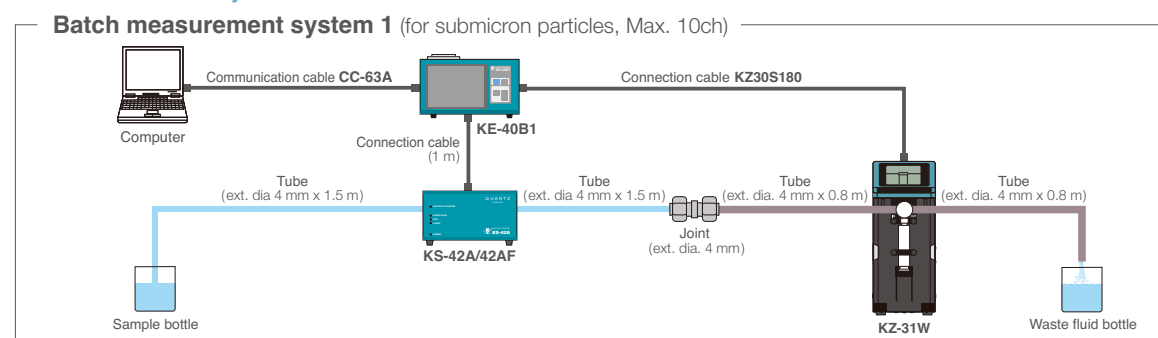 Batch measurement system 1 (for submicron particles, Max. 10ch)
Communication cable CC-63A
Connection cable KZ30S180
Computer
KE-40B1
Connection cable
(1 m)
Tube
(ext. dia 4 mm x 1.5 m)
QUARTZ
KS-42A
Tube
(ext. dia 4 mm x 1.5 m)
Tube
(ext. dia 4 mm x 0.8 m)
Tube
(ext. dia 4 mm x 0.8 m)
Joint
(ext. dia. 4 mm)
KS-42A/42AF
Sample bottle
KZ-31W
Waste fluid bottle